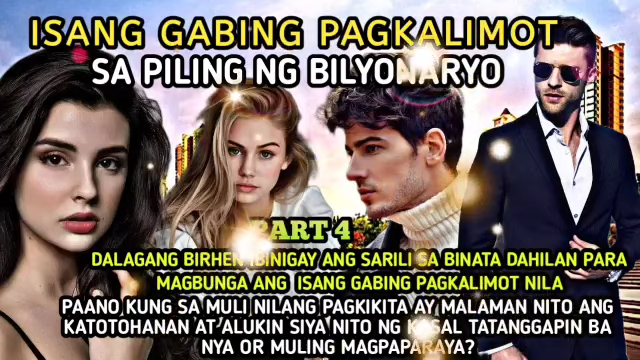 ISANG GABING PAGKALIMOT
SA PILING NG BILYONARYO
PART 4
DALAGANG BIRHEN IBINIGAY ANG SARILI SA BINATA DAHILAN PARA
MAGBUNGA ANG ISANG GABING PAGKALIMOT NILA
PAANO KUNG SA MULI NILANG PAGKIKITA AY MALAMAN NITO ANG
KATOTOHANAN AT ALUKIN SIYA NITO NG KASAL TATANGGAPIN BA
NYA OR MULING MAGPAPARAYA?